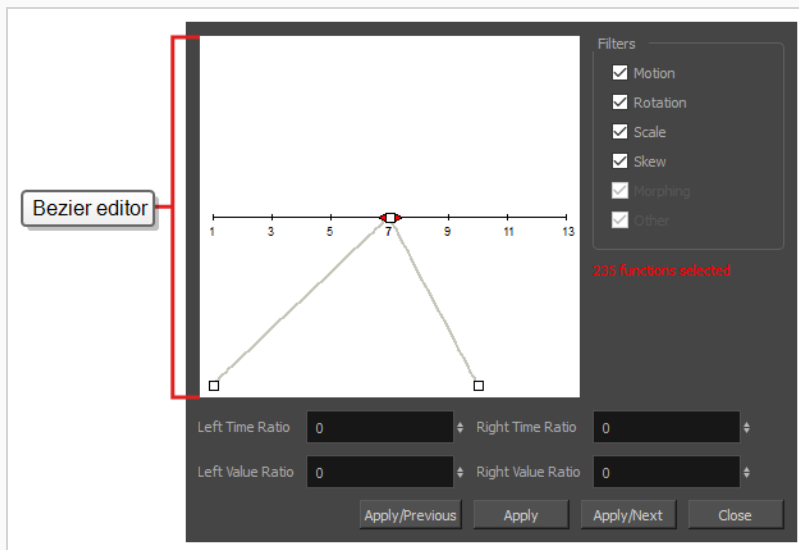 Filters
Motion
Rotation
Scale
Skew
Morphing
Other
Bezier editor
1 3 5 7 9 11 13
235 functions selected
Left Time Ratio 0 Right Time Ratio 0
Left Value Ratio 0 Right Value Ratio 0
Apply/Previous Apply Apply/Next Close